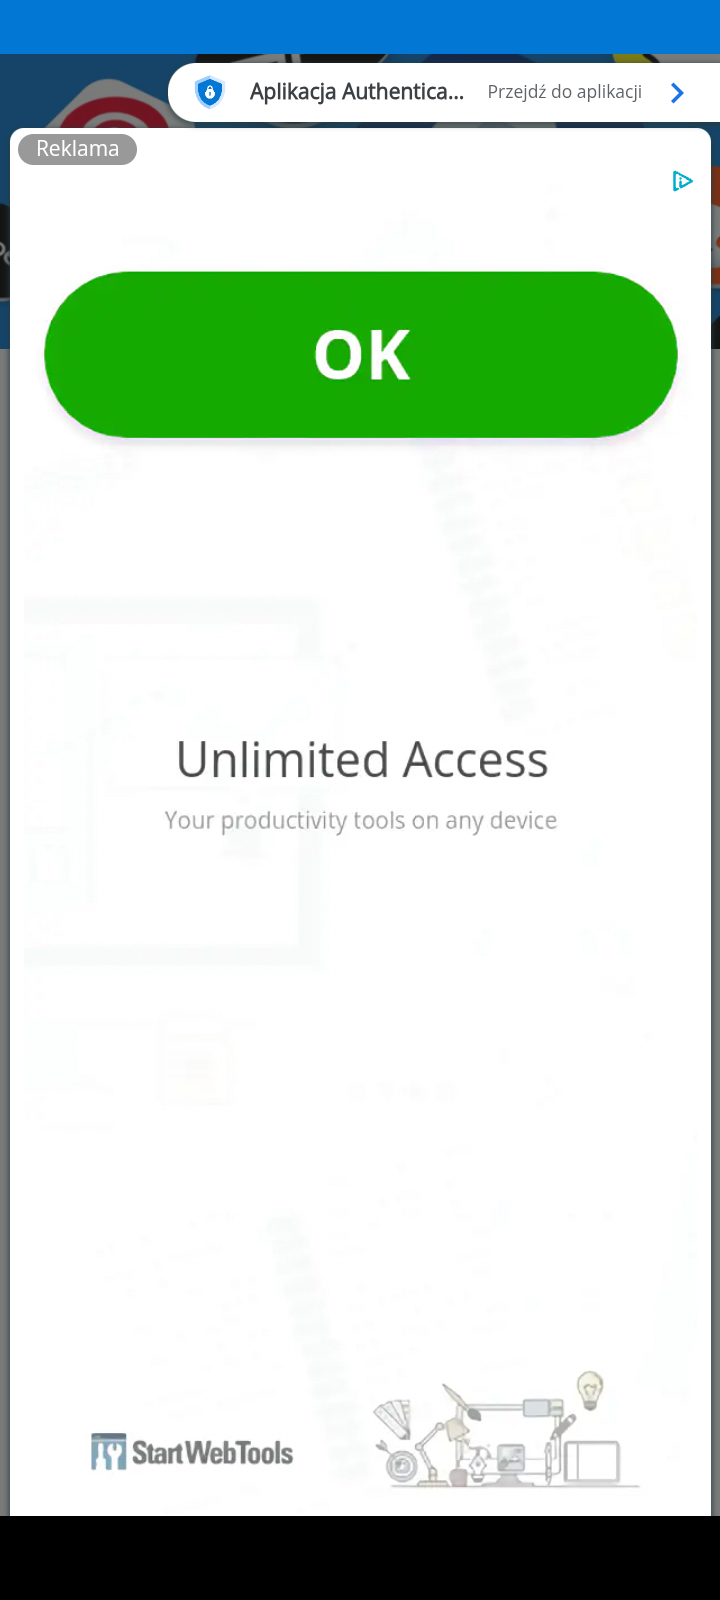 Aplikacja Authentica... Przejdź do aplikacji
Reklama
OK
Unlimited Access
Your productivity tools on any device
StartWebTools